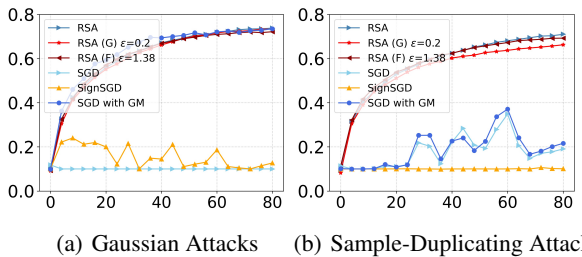 0.8
0.6
0.4
0.2
0.0
0 20 40 60 80
RSA
RSA (G) ε=0.2
RSA (F) ε=1.38
SGD
SignSGD
SGD with GM
(a) Gaussian Attacks
0.8
0.6
0.4
0.2
0.0
0 20 40 60 80
RSA
RSA (G) ε=0.2
RSA (F) ε=1.38
SGD
SignSGD
SGD with GM
(b) Sample-Duplicating Attac